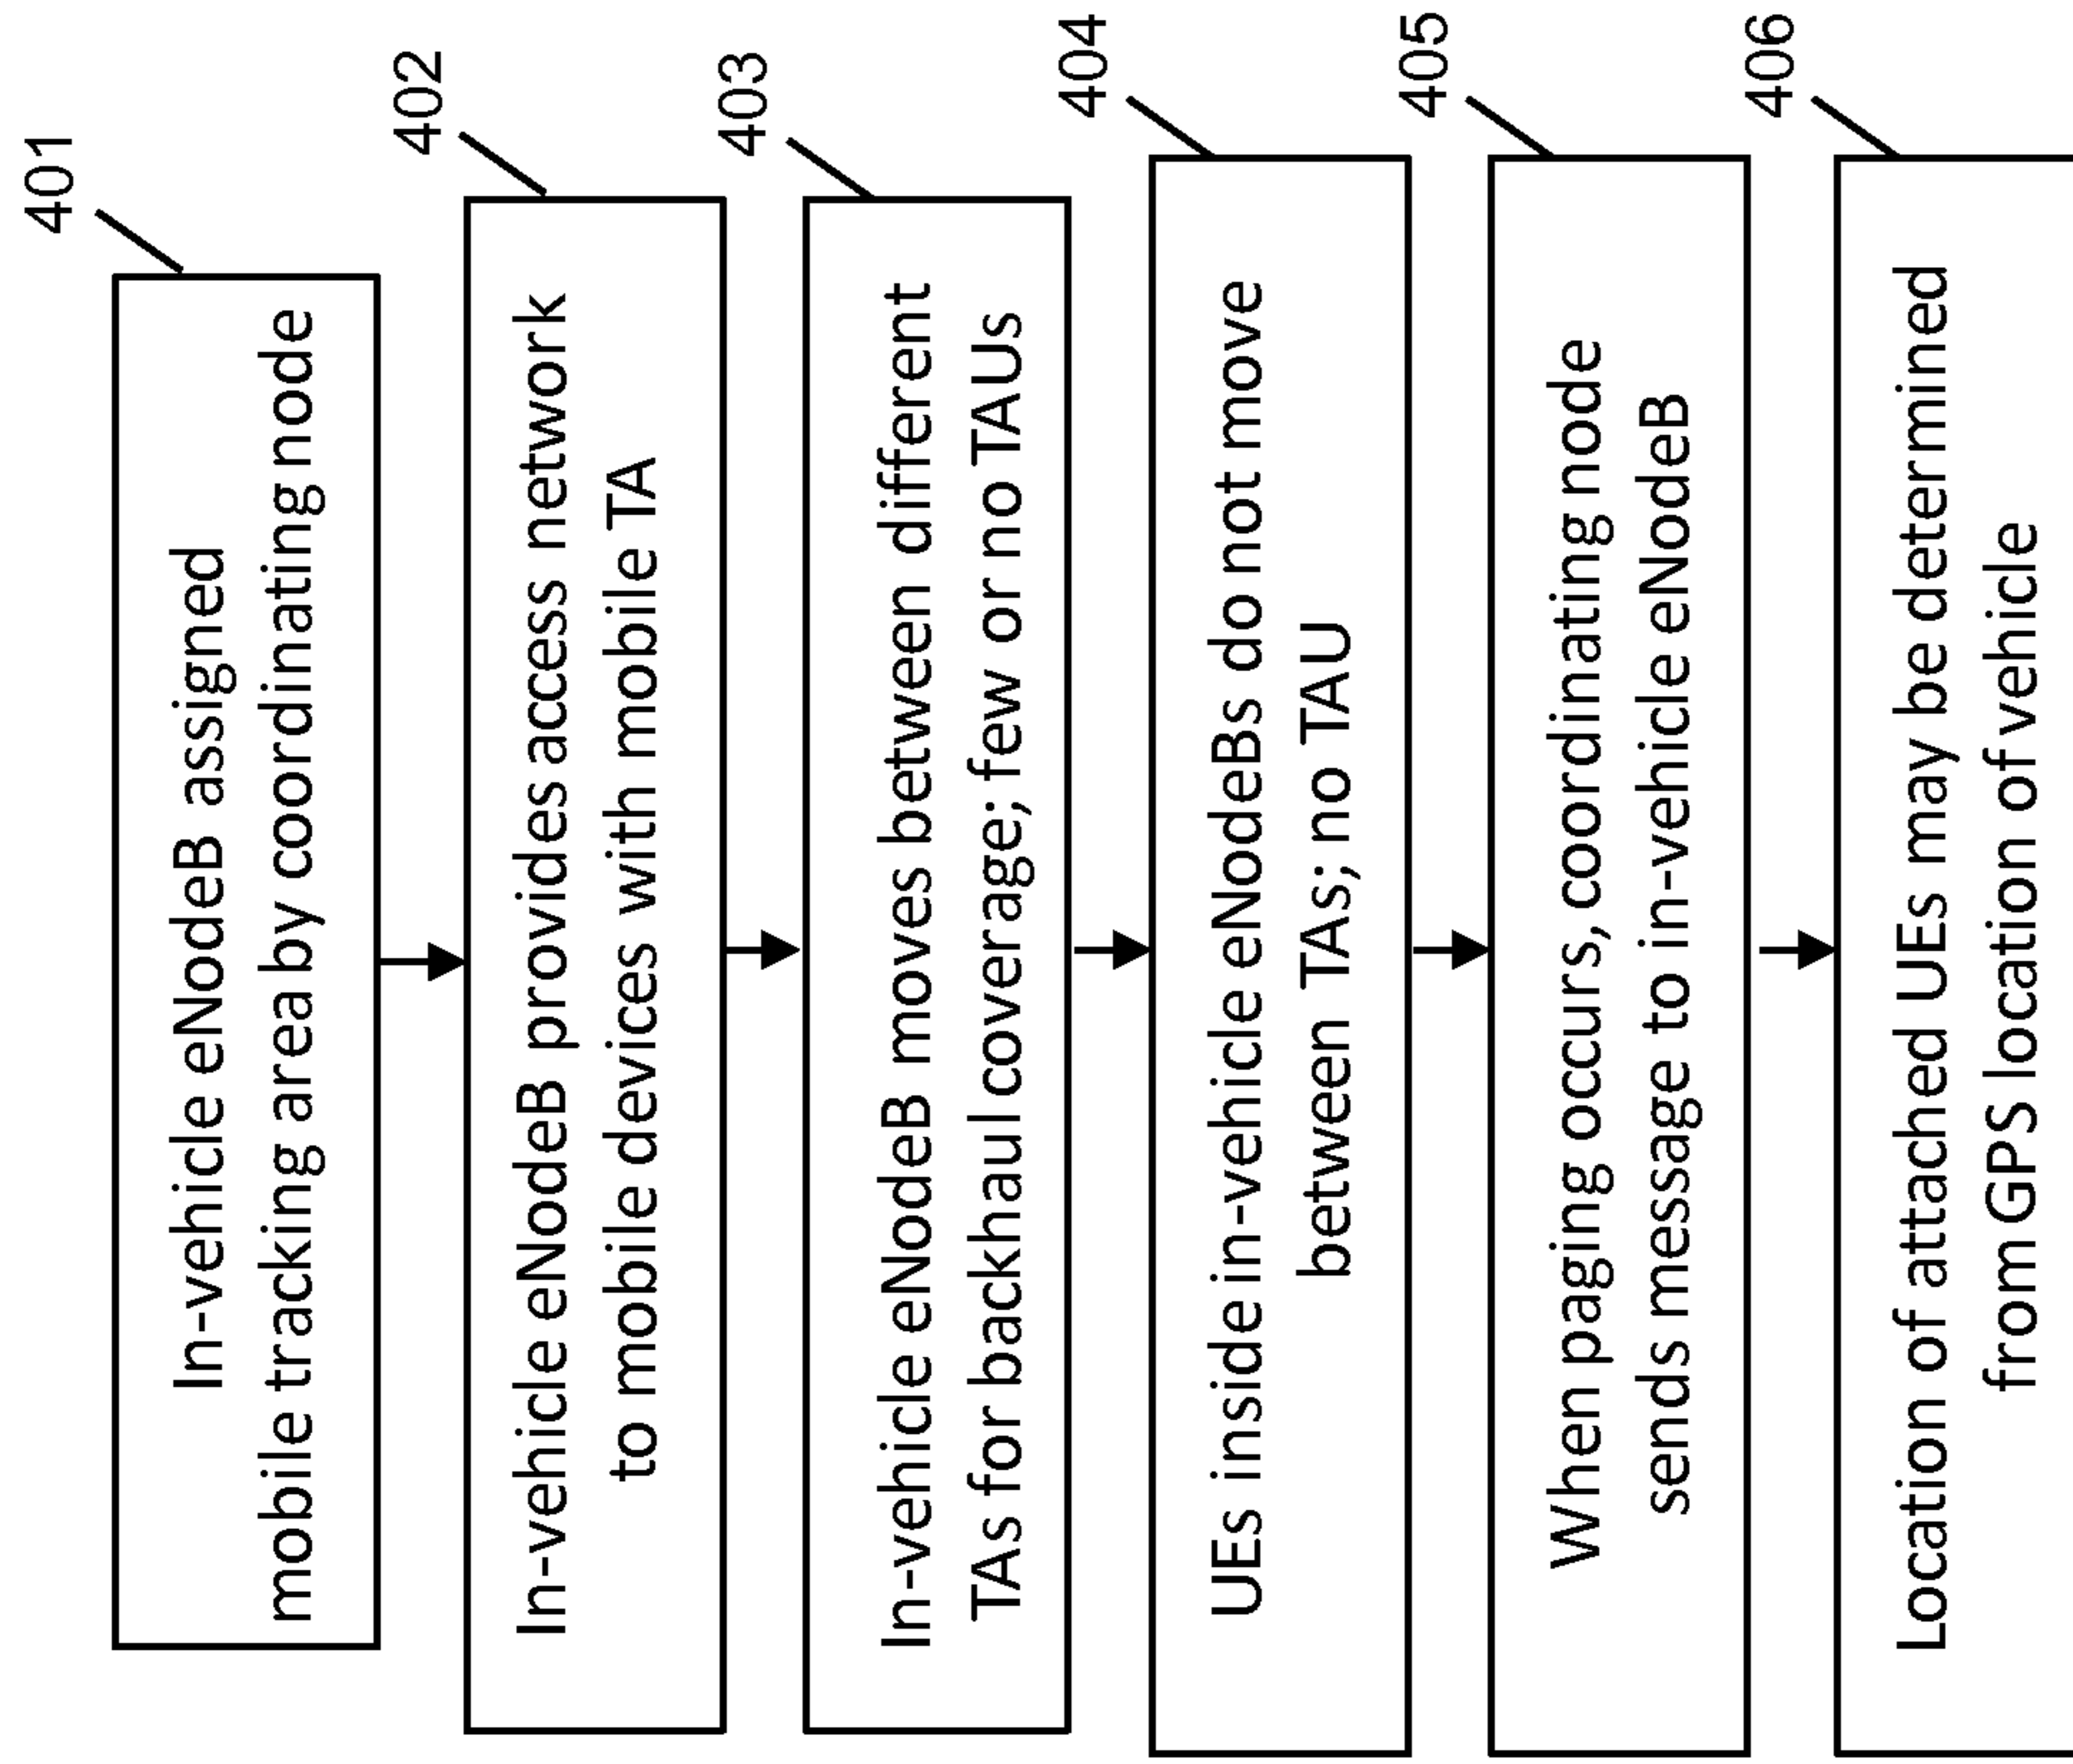 401
In-vehicle eNodeB assigned
mobile tracking area by coordinating node
402
In-vehicle eNodeB provides access network
to mobile devices with mobile TA
403
In-vehicle eNodeB moves between different
TAs for backhaul coverage; few or no TAUs
404
UEs inside in-vehicle eNodeBs do not move
between TAs; no TAU
405
When paging occurs, coordinating node
sends message to in-vehicle eNodeB
406
Location of attached UEs may be determined
from GPS location of vehicle